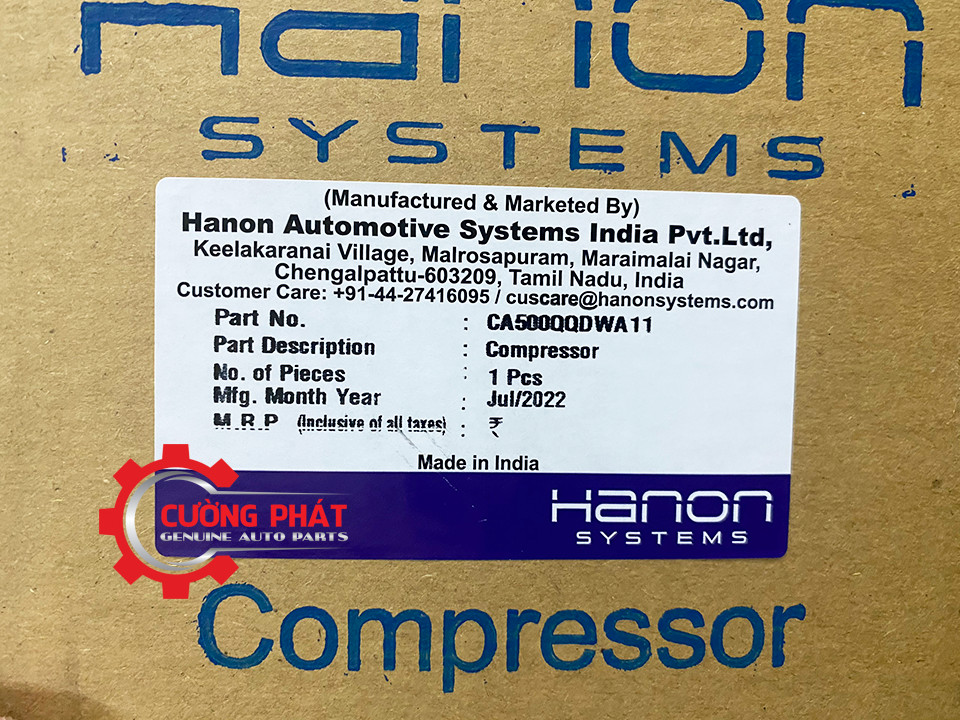 Hanon
SYSTEMS
(Manufactured & Marketed By)
Hanon Automotive Systems India Pvt.Ltd,
Keelakaranai Village, Malrosapuram, Maraimalai Nagar,
Chengalpattu-603209, Tamil Nadu, India
Customer Care: +91-44-27416095 / cuscare@hanonsystems.com
Part No. : CA500QQDWA11
Part Description : Compressor
No. of Pieces : 1 Pcs
Mfg. Month Year : Jul/2022
M.R.P (Inclusive of all taxes) : ₹
Made in India
Hanon
SYSTEMS
CƯỜNG PHÁT
GENUINE AUTO PARTS
Compressor